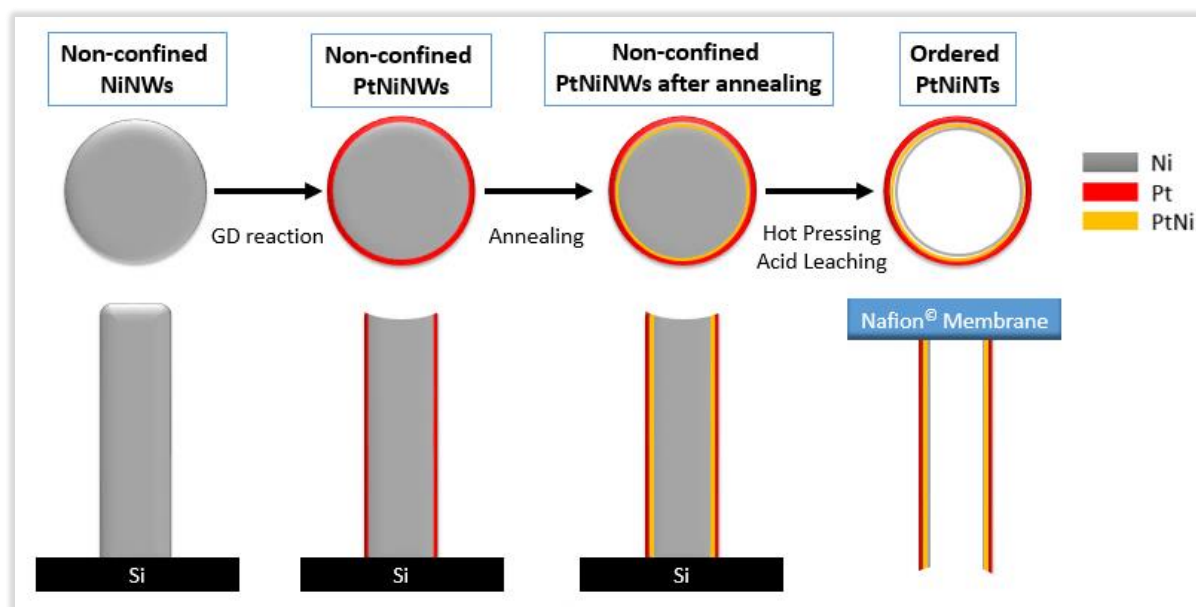 Non-confined
NiNWs
Non-confined
PtNiNWs
Non-confined
PtNiNWs after annealing
Ordered
PtNiNTs
GD reaction
Annealing
Hot Pressing
Acid Leaching
Ni
Pt
PtNi
Nafion© Membrane
Si
Si
Si